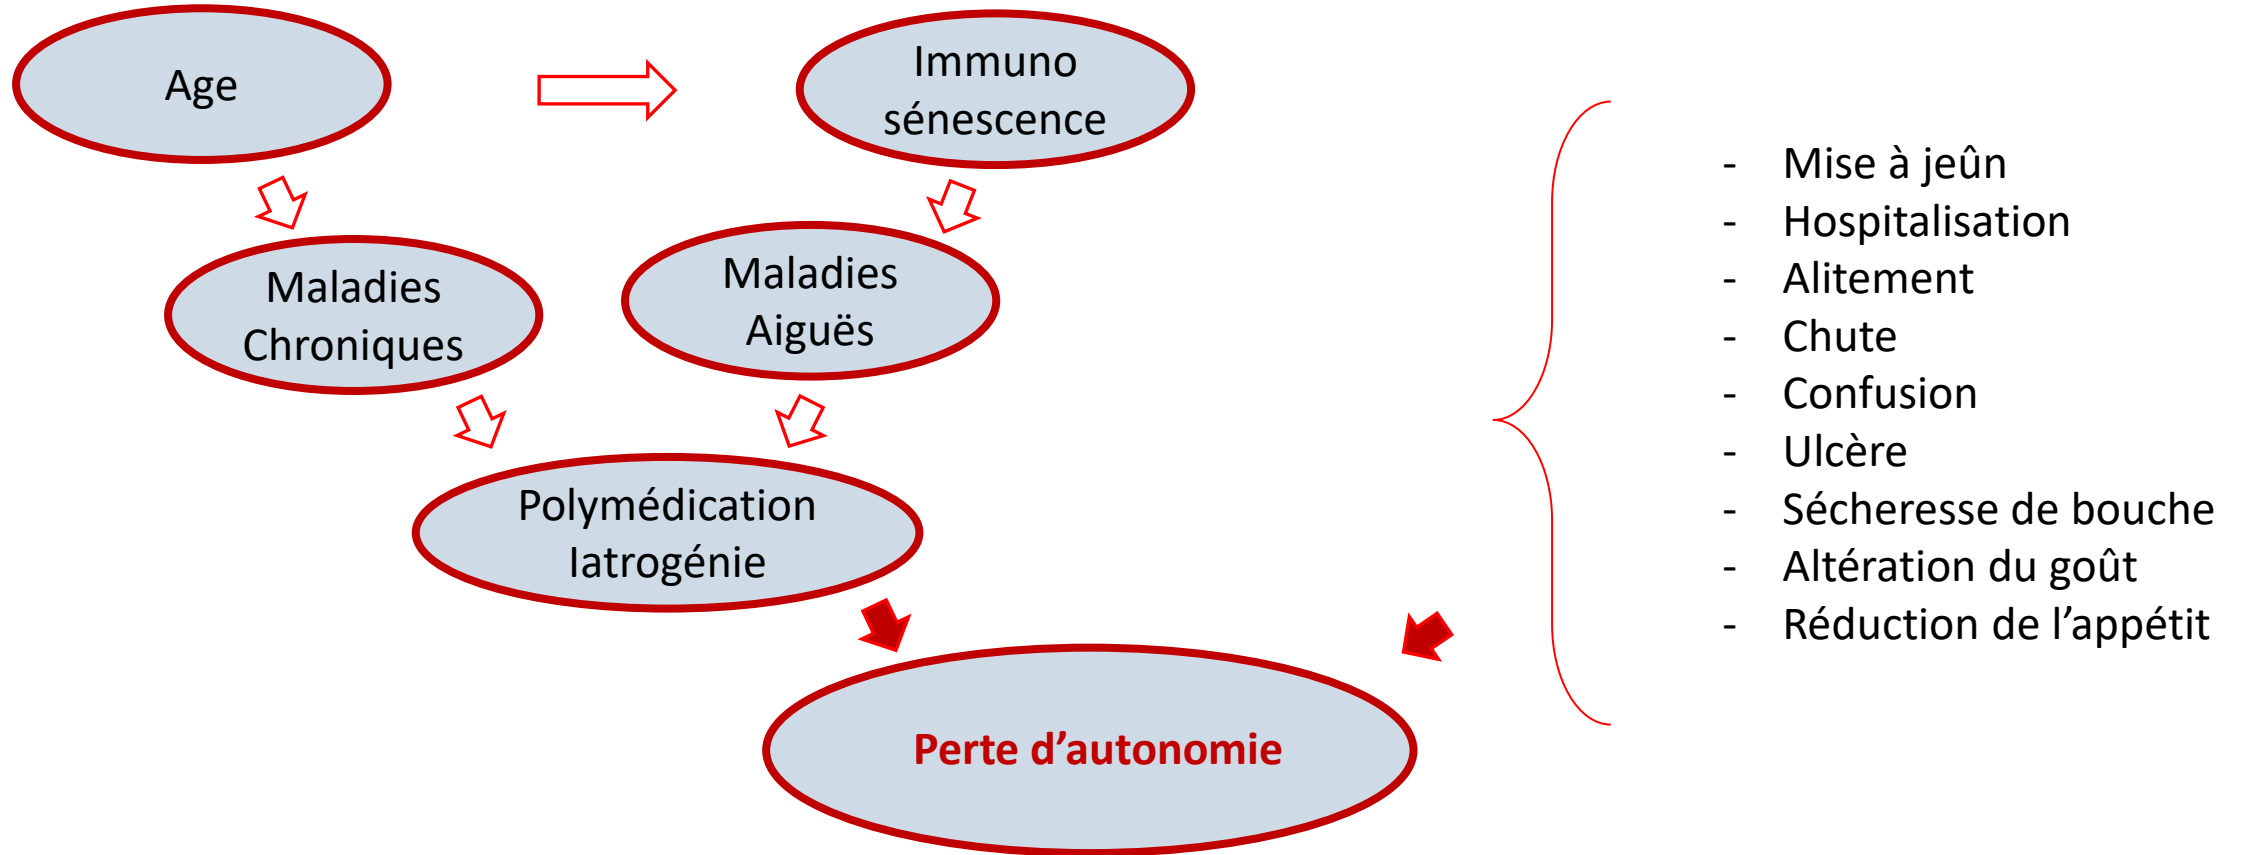 Age
Immuno
sénescence
Maladies
Chroniques
Maladies
Aiguës
Polymédication
Iatrogénie
Perte d’autonomie
- Mise à jeûn
- Hospitalisation
- Alitement
- Chute
- Confusion
- Ulcère
- Sécheresse de bouche
- Altération du goût
- Réduction de l’appétit